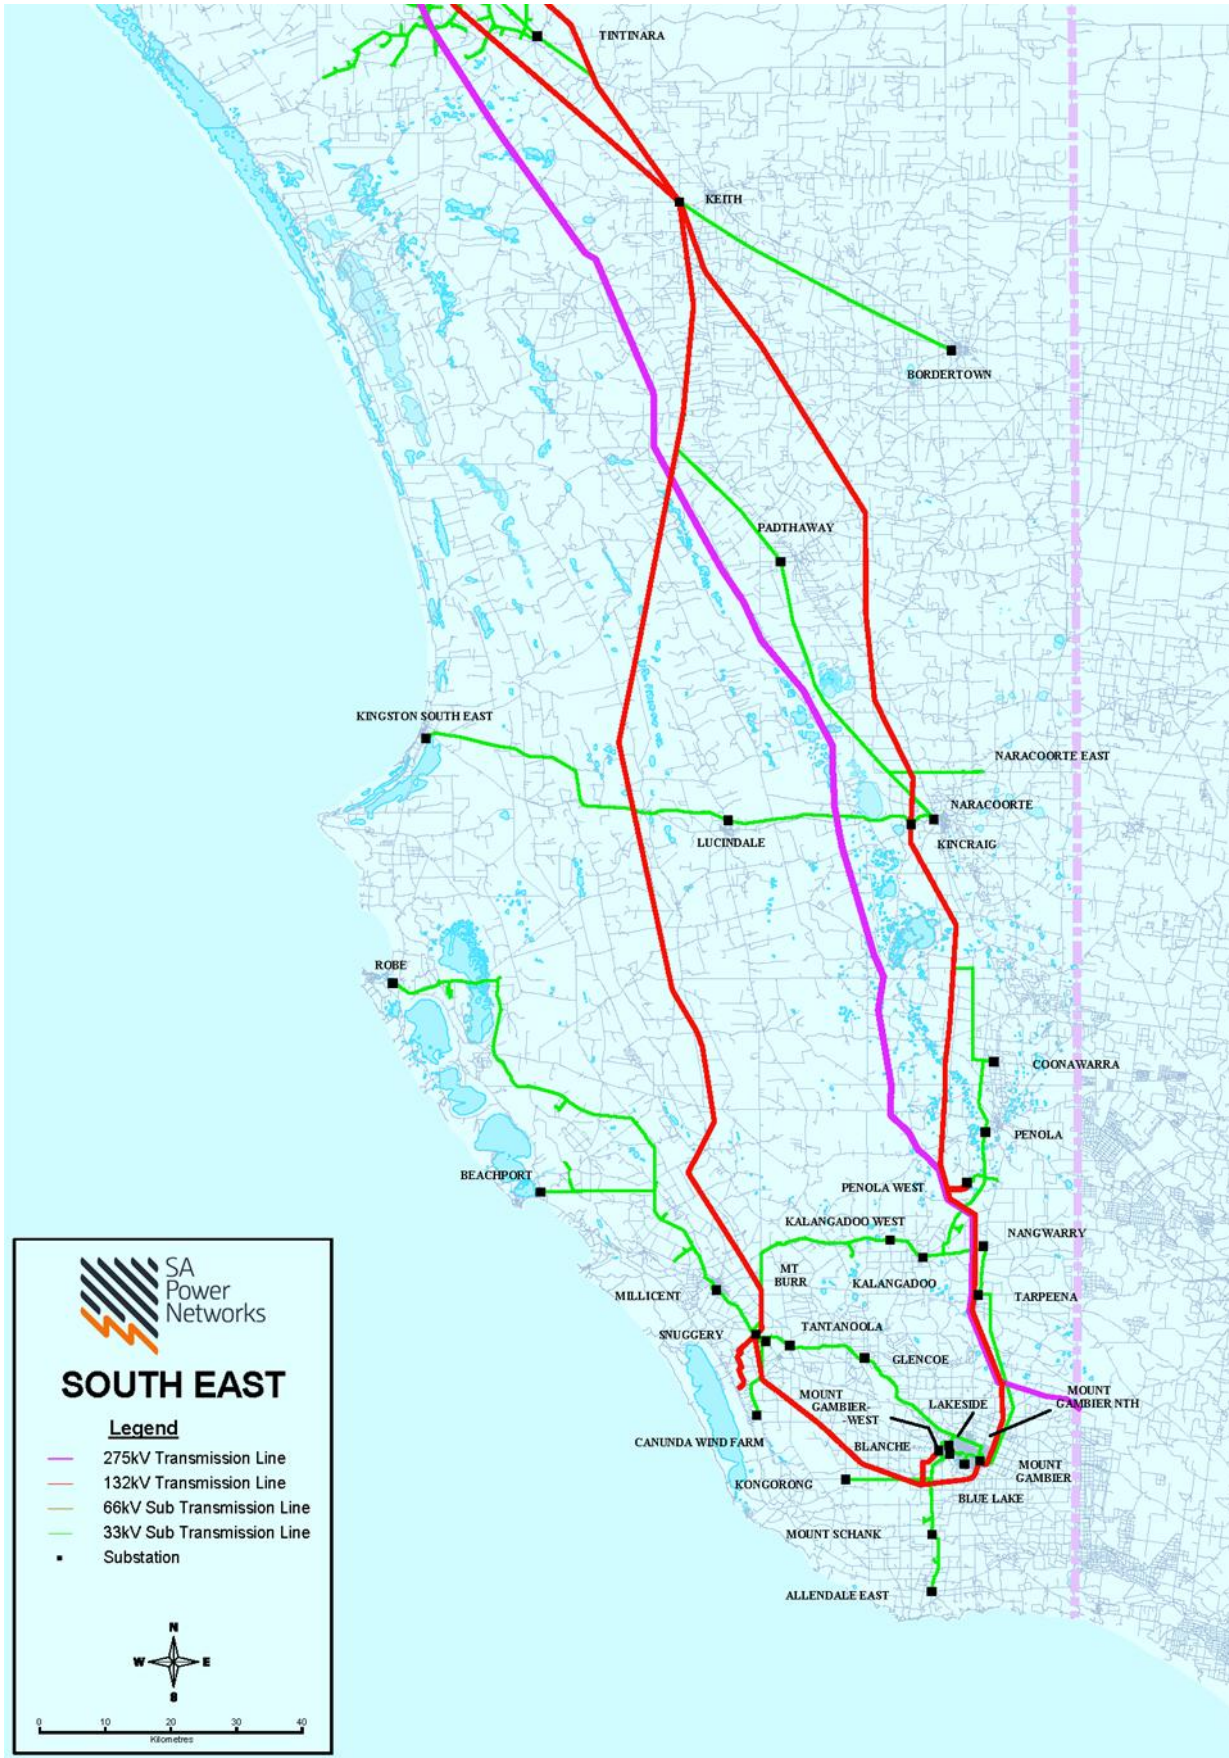 TINTINARA
KEITH
BORDERTOWN
PADTHAWAY
KINGSTON SOUTH EAST
NARACOORTE EAST
NARACOORTE
LUCINDALE
KINCRAIG
ROBE
COONAWARRA
PENOLA
BEACHPORT
PENOLA WEST
KALANGADOO WEST
NANGWARRY
MT
BURR
KALANGADOO
MILLICENT
TARPEENA
SNUGGERY
TANTANOOLA
GLENCOE
MOUNT
GAMBIER-
-WEST
LAKESIDE
MOUNT
GAMBIER NTH
CANUNDA WIND FARM
BLANCHE
MOUNT
GAMBIER
KONGORONG
BLUE LAKE
MOUNT SCHANK
ALLENDALE EAST
SA
Power
Networks
SOUTH EAST
Legend
275kV Transmission Line
132kV Transmission Line
66kV Sub Transmission Line
33kV Sub Transmission Line
Substation
N
W E
S
0 10 20 30 40
Kilometres